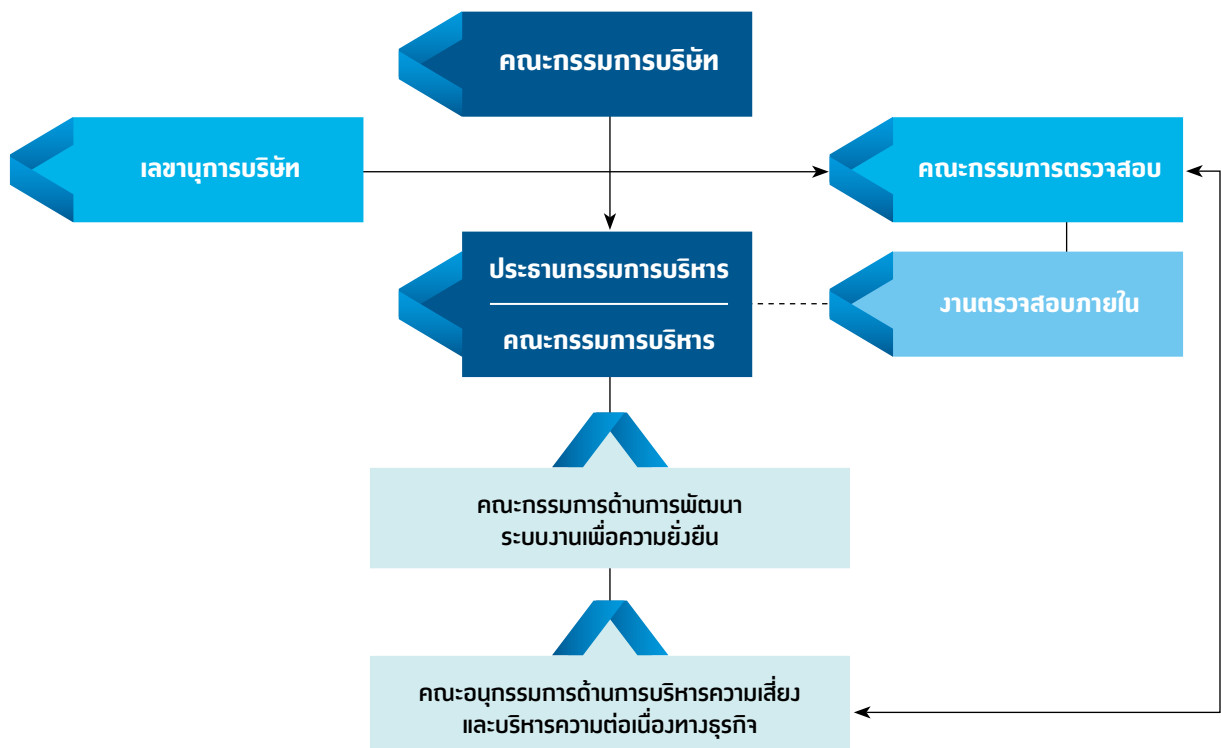 คณะกรรมการบริษัท
เลขานุการบริษัท
คณะกรรมการตรวจสอบ
ประธานกรรมการบริหาร
คณะกรรมการบริหาร
งานตรวจสอบภายใน
คณะกรรมการด้านการพัฒนา
ระบบงานเพื่อความยั่งยืน
คณะอนุกรรมการด้านการบริหารความเสี่ยง
และบริหารความต่อเนื่องทางธุรกิจ